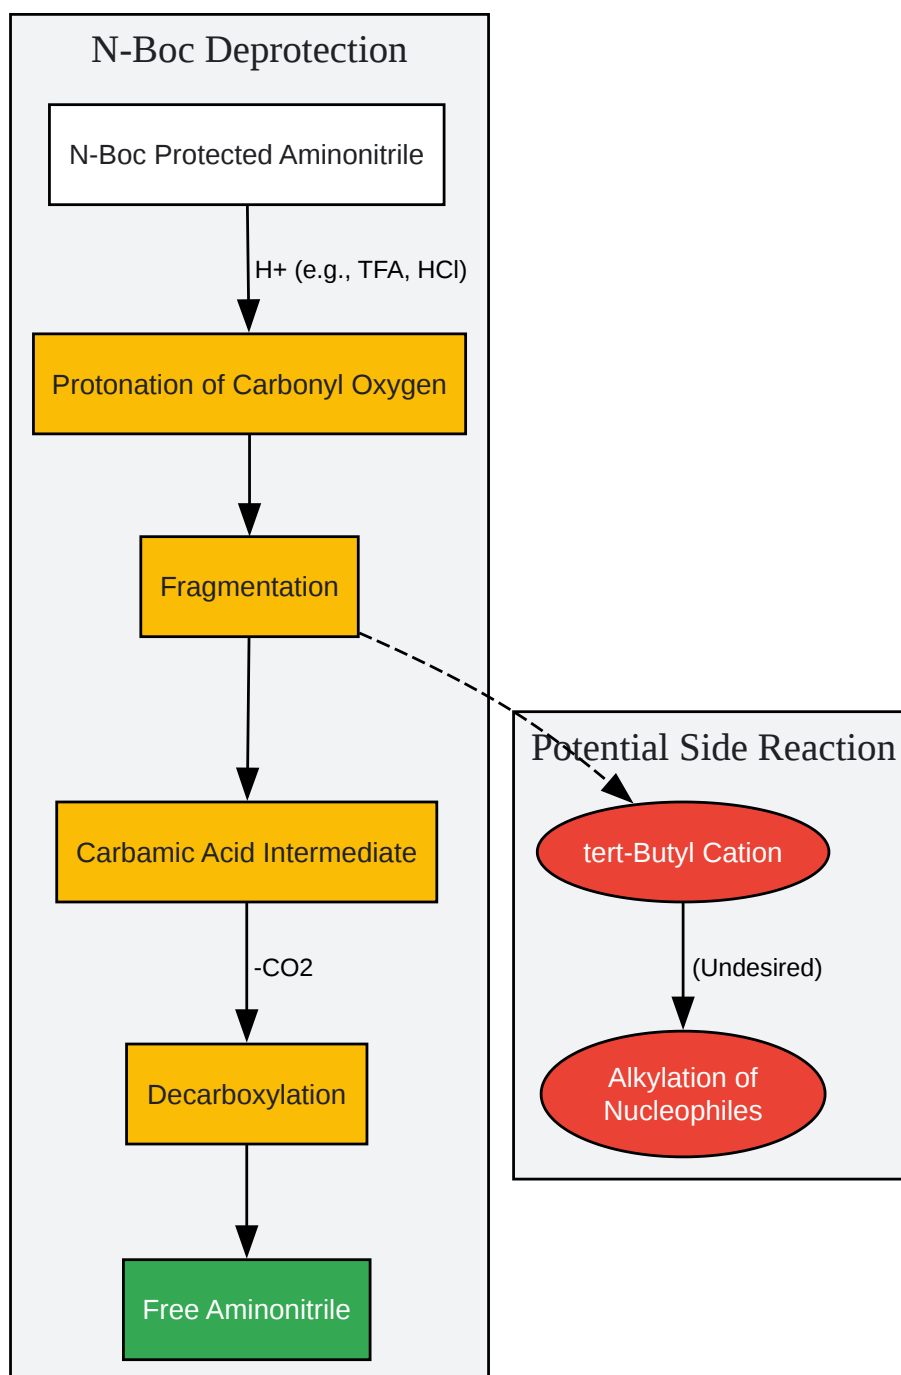 N-Boc Deprotection
N-Boc Protected Aminonitrile
H+ (e.g., TFA, HCl)
Protonation of Carbonyl Oxygen
Fragmentation
Carbamic Acid Intermediate
-CO2
Decarboxylation
Free Aminonitrile
Potential Side Reaction
tert-Butyl Cation
(Undesired)
Alkylation of
Nucleophiles